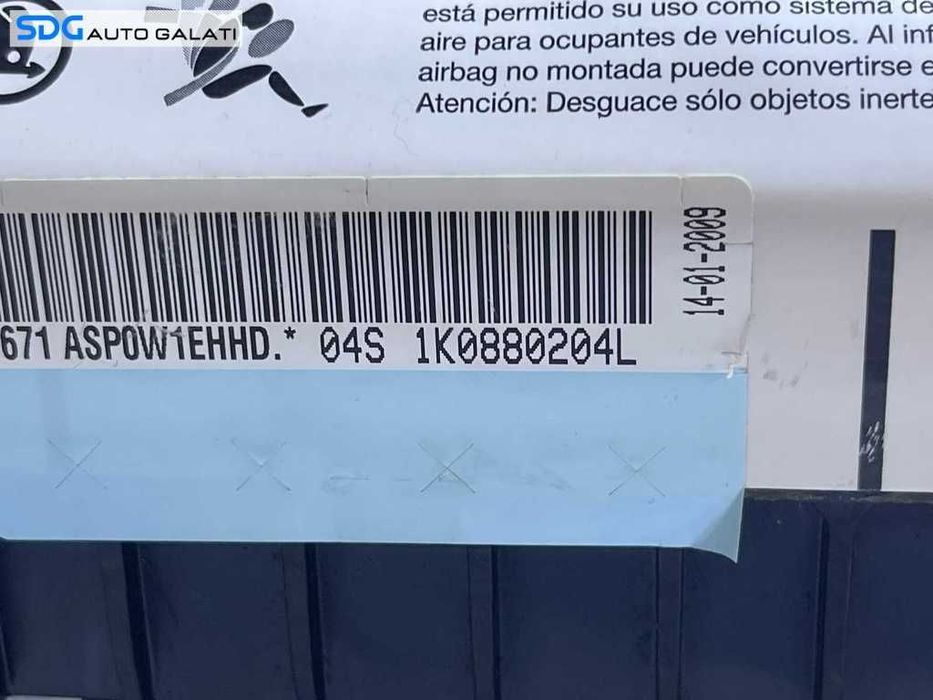 SDG AUTO GALATI
está permitido su uso como sistema de
aire para ocupantes de vehículos. Al inf
airbag no montada puede convertirse e
Atención: Desguace sólo objetos inerte
14-01-2009
671 ASP0W1EHHD.* 04S 1K0880204L